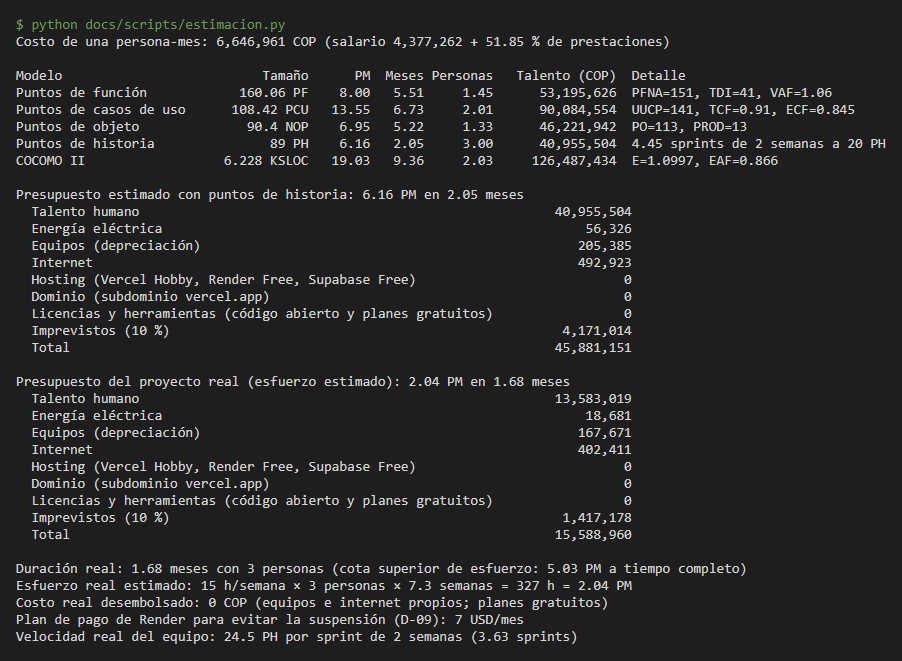 $ python docs/scripts/estimacion.py
Costo de una persona-mes: 6,646,961 COP (salario 4,377,262 + 51.85 % de prestaciones)
Modelo Tamaño PM Meses Personas Talento (COP) Detalle
Puntos de función 160.06 PF 8.00 5.51 1.45 53,195,626 PFNA=151, TDI=41, VAF=1.06
Puntos de casos de uso 108.42 PCU 13.55 6.73 2.01 90,084,554 UUCP=141, TCF=0.91, ECF=0.845
Puntos de objeto 90.4 NOP 6.95 5.22 1.33 46,221,942 PO=113, PROD=13
Puntos de historia 89 PH 6.16 2.05 3.00 40,955,504 4.45 sprints de 2 semanas a 20 PH
COCOMO II 6.228 KSLOC 19.03 9.36 2.03 126,487,434 E=1.0997, EAF=0.866
Presupuesto estimado con puntos de historia: 6.16 PM en 2.05 meses
Talento humano 40,955,504
Energía eléctrica 56,326
Equipos (depreciación) 205,385
Internet 492,923
Hosting (Vercel Hobby, Render Free, Supabase Free) 0
Dominio (subdominio vercel.app) 0
Licencias y herramientas (código abierto y planes gratuitos) 0
Imprevistos (10 %) 4,171,014
Total 45,881,151
Presupuesto del proyecto real (esfuerzo estimado): 2.04 PM en 1.68 meses
Talento humano 13,583,019
Energía eléctrica 18,681
Equipos (depreciación) 167,671
Internet 402,411
Hosting (Vercel Hobby, Render Free, Supabase Free) 0
Dominio (subdominio vercel.app) 0
Licencias y herramientas (código abierto y planes gratuitos) 0
Imprevistos (10 %) 1,417,178
Total 15,588,960
Duración real: 1.68 meses con 3 personas (cota superior de esfuerzo: 5.03 PM a tiempo completo)
Esfuerzo real estimado: 15 h/semana × 3 personas × 7.3 semanas = 327 h = 2.04 PM
Costo real desembolsado: 0 COP (equipos e internet propios; planes gratuitos)
Plan de pago de Render para evitar la suspensión (D-09): 7 USD/mes
Velocidad real del equipo: 24.5 PH por sprint de 2 semanas (3.63 sprints)